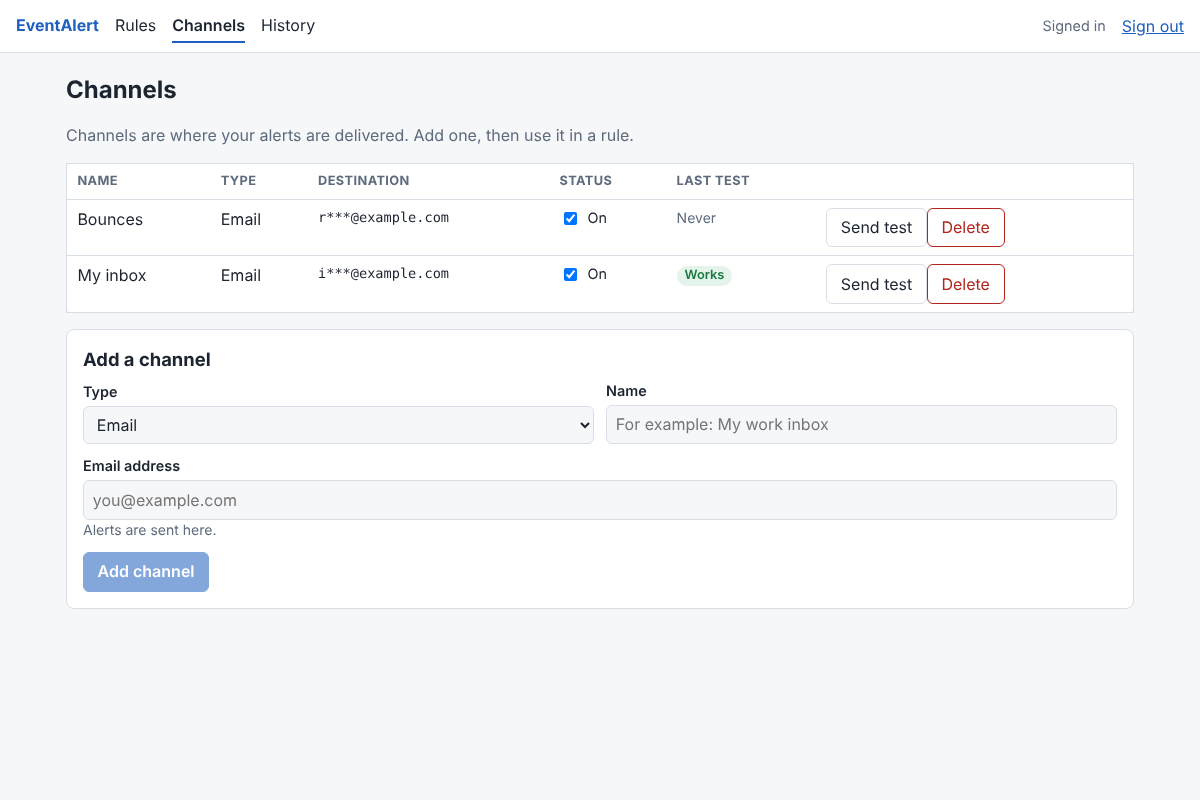 EventAlert Rules Channels History Signed in Sign out
Channels
Channels are where your alerts are delivered. Add one, then use it in a rule.
NAME TYPE DESTINATION STATUS LAST TEST
Bounces Email r***@example.com On Never Send test Delete
My inbox Email i***@example.com On Works Send test Delete
Add a channel
Type Name
Email For example: My work inbox
Email address
you@example.com
Alerts are sent here.
Add channel